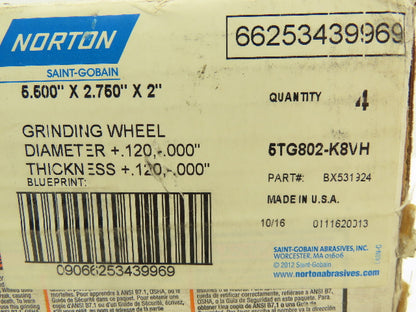 NORTON
SAINT-GOBAIN
66253439969
5.500" X 2.750" X 2"
QUANTITY 4
GRINDING WHEEL
5TG802-K8VH
DIAMETER +.120,-.000"
THICKNESS +.120,-.000"
PART#: BX531924
BLUEPRINT:
MADE IN U.S.A.
10/16 0111620013
SAINT-GOBAIN ABRASIVES, INC.
WORCESTER, MA 01606
© 2012 Saint-Gobain
www.nortonabrasives.com
09066253439969